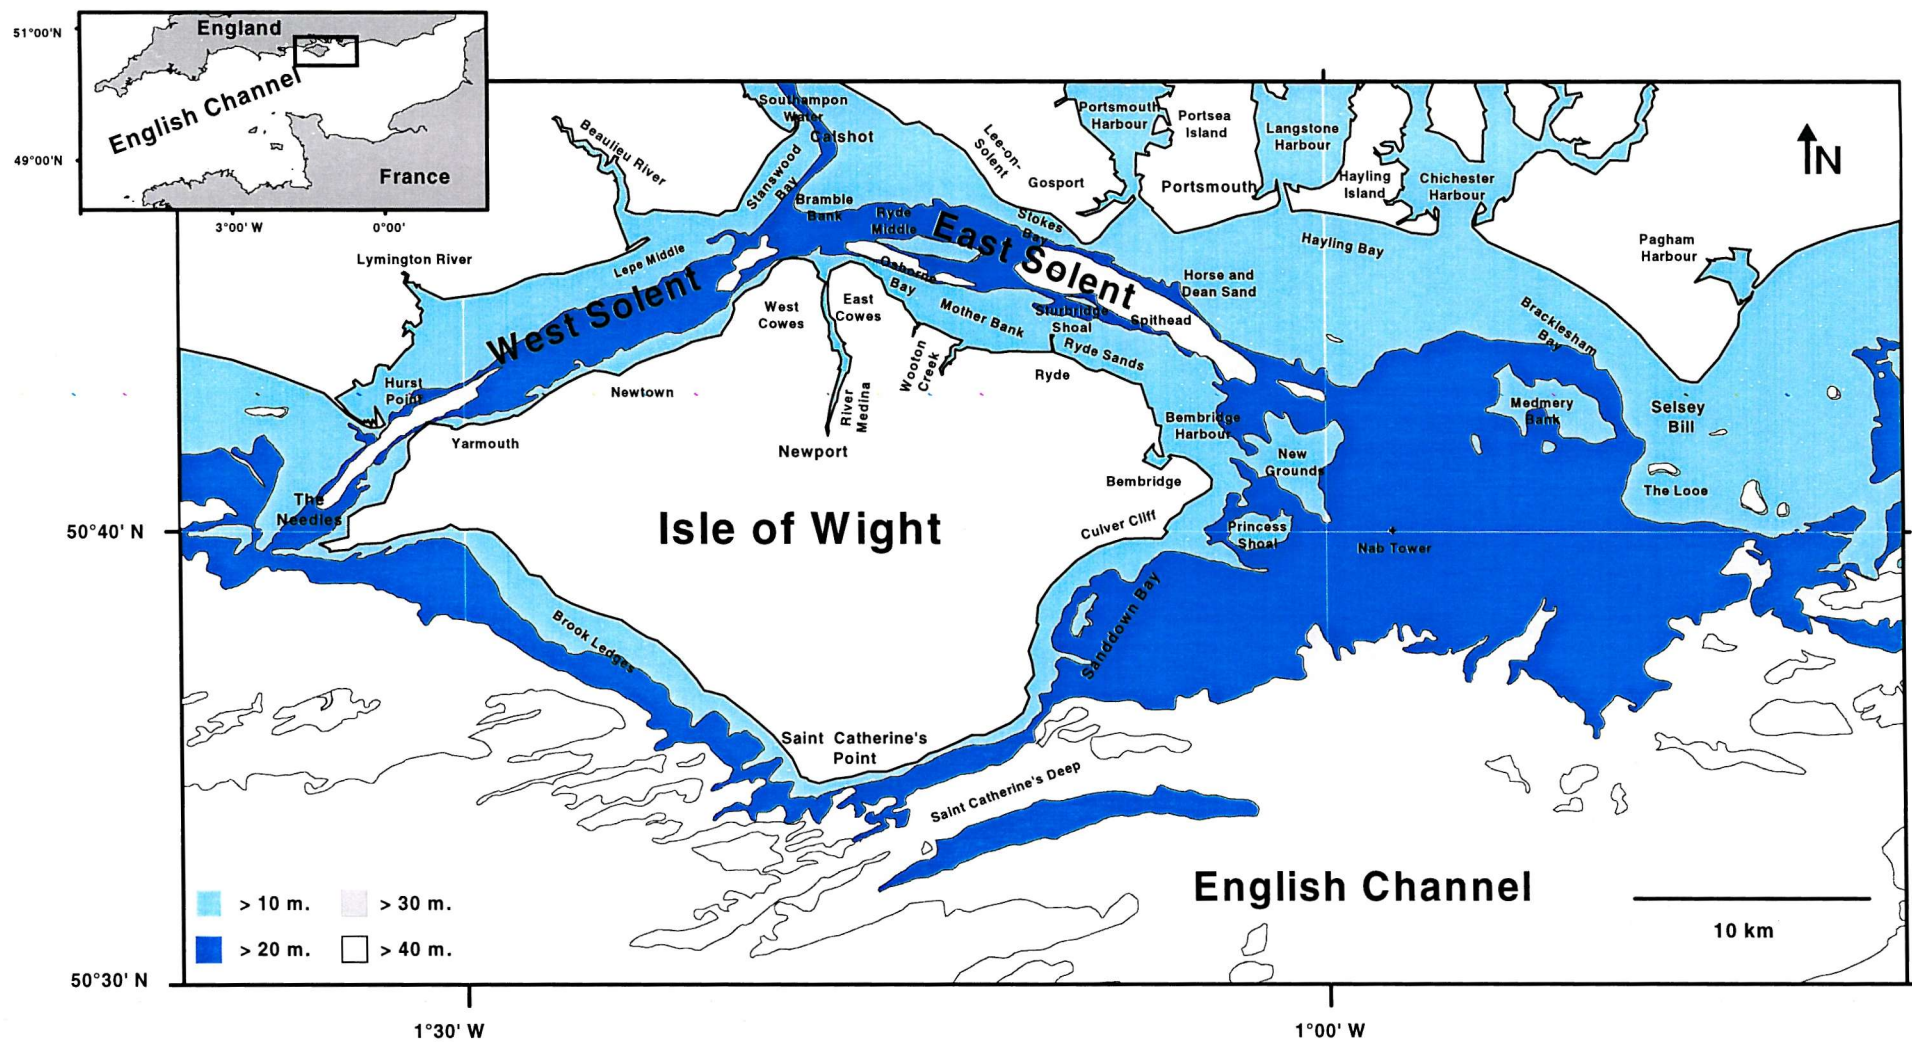 51°00'N
England
English Channel
49°00'N
France
3°00' W
0°00'
Southampton
Water
Calshot
Beaulieu River
Stanswood
Bay
Lee-on-
Solent
Gosport
Portsmouth
Harbour
Portsea
Island
Portsmouth
Langstone
Harbour
Hayling
Island
Chichester
Harbour
N
Lymington River
Lepe Middle
Bramble
Bank
Ryde
Middle
East Solent
Stokes
Bay
Hayling Bay
Pagham
Harbour
West Solent
Osborne
Bay
Horse and
Dean Sand
West
Cowes
East
Cowes
Mother Bank
Sturbridge
Shoal
Spithead
Bracklesham
Bay
Hurst
Point
Newtown
Wooton
Creek
Ryde Sands
Ryde
River
Medina
Yarmouth
Newport
Bembridge
Harbour
Medmery
Bank
Selsey
Bill
New
Grounds
Bembridge
The Looe
The
Needles
50°40' N
Isle of Wight
Culver Cliff
Princess
Shoal
Nab Tower
Sanddown Bay
Brook Ledges
Saint Catherine's
Point
Saint Catherine's Deep
English Channel
> 10 m.
> 30 m.
> 20 m.
> 40 m.
10 km
50°30' N
1°30' W
1°00' W